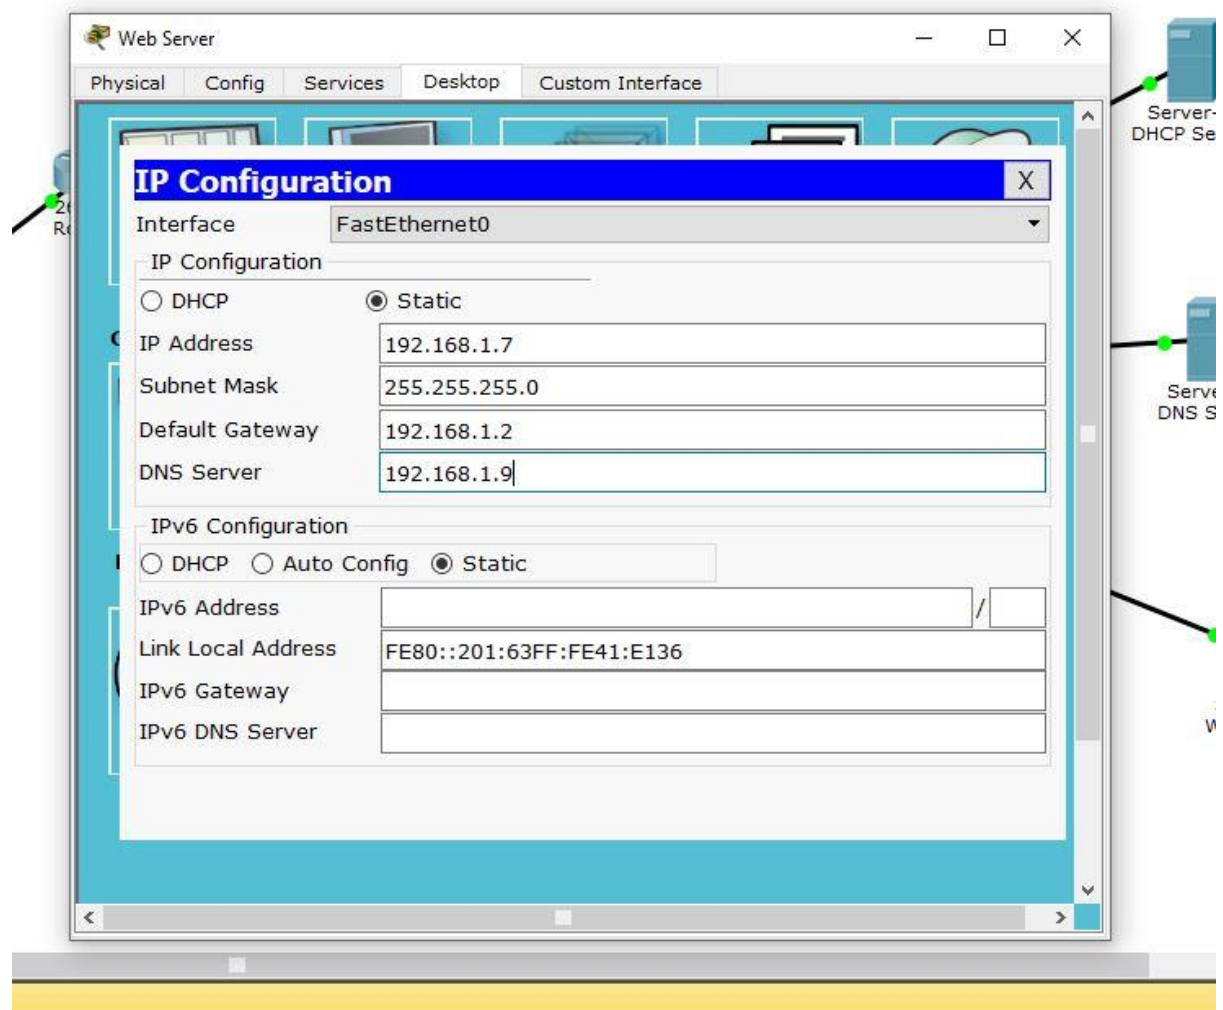 Web Server
Physical Config Services Desktop Custom Interface
Server-
DHCP Se
IP Configuration X
Interface FastEthernet0
IP Configuration
DHCP Static
IP Address 192.168.1.7
Subnet Mask 255.255.255.0
Default Gateway 192.168.1.2
DNS Server 192.168.1.9
Serve
DNS S
IPv6 Configuration
DHCP Auto Config Static
IPv6 Address /
Link Local Address FE80::201:63FF:FE41:E136
IPv6 Gateway
IPv6 DNS Server